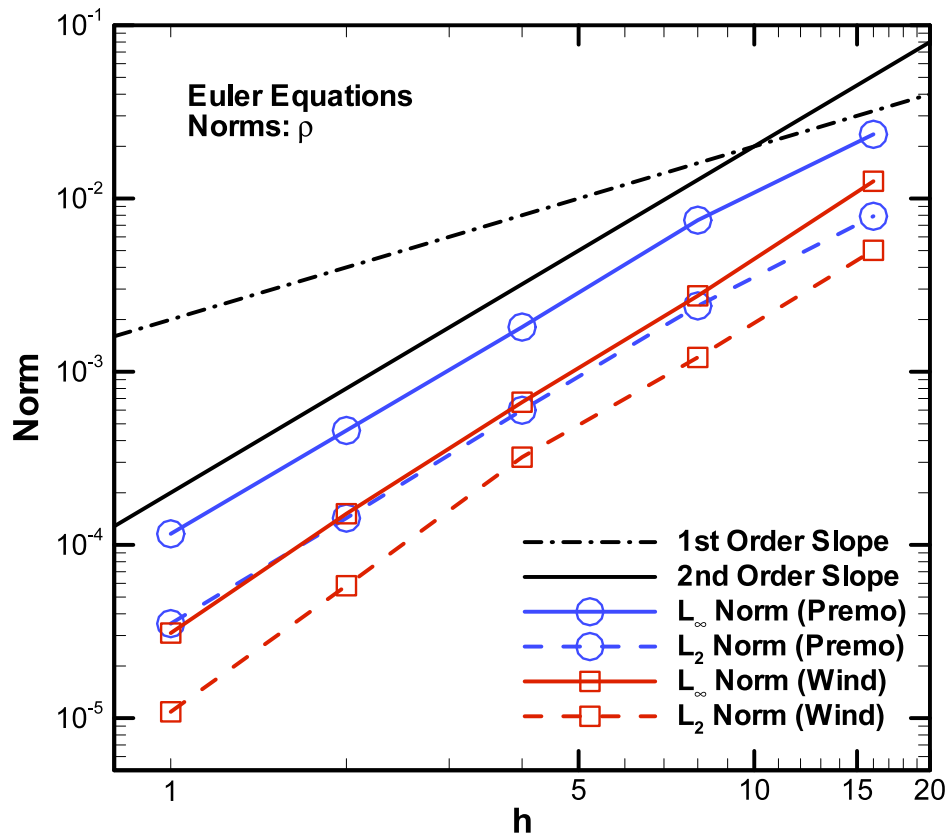 10⁻¹
10⁻²
10⁻³
10⁻⁴
10⁻⁵
Norm
Euler Equations
Norms: ρ
1st Order Slope
2nd Order Slope
L∞ Norm (Premo)
L₂ Norm (Premo)
L∞ Norm (Wind)
L₂ Norm (Wind)
1 5 10 15 20
h